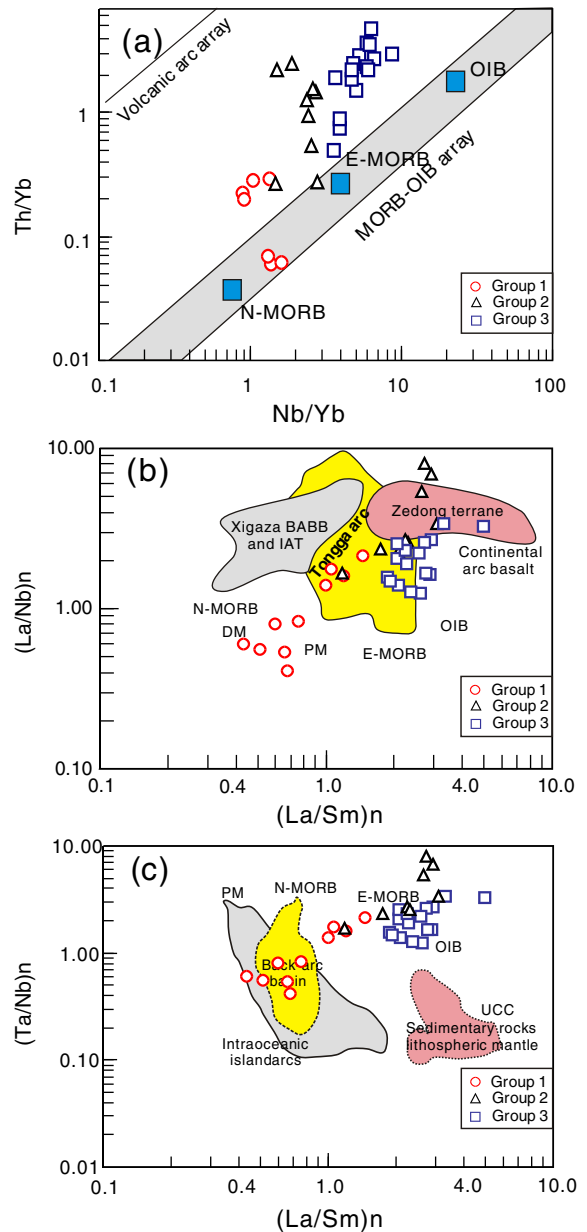 (a)
Volcanic arc array
OIB
E-MORB
MORB-OIB array
N-MORB
Group 1
Group 2
Group 3
Th/Yb
1
0.1
0.01
0.1
1
10
100
Nb/Yb
(b)
10.00
1.00
0.10
(La/Nb)n
Zedong terrane
Xigaza BABB
and IAT
Tongga arc
Continental
arc basalt
N-MORB
DM
PM
OIB
E-MORB
Group 1
Group 2
Group 3
0.1
0.4
1.0
4.0
10.0
(La/Sm)n
(c)
10.00
1.00
0.10
0.01
(Ta/Nb)n
PM
N-MORB
E-MORB
OIB
Back arc
basin
UCC
Intraoceanic
islandarcs
Sedimentary rocks
lithospheric mantle
Group 1
Group 2
Group 3
0.1
0.4
1.0
4.0
10.0
(La/Sm)n